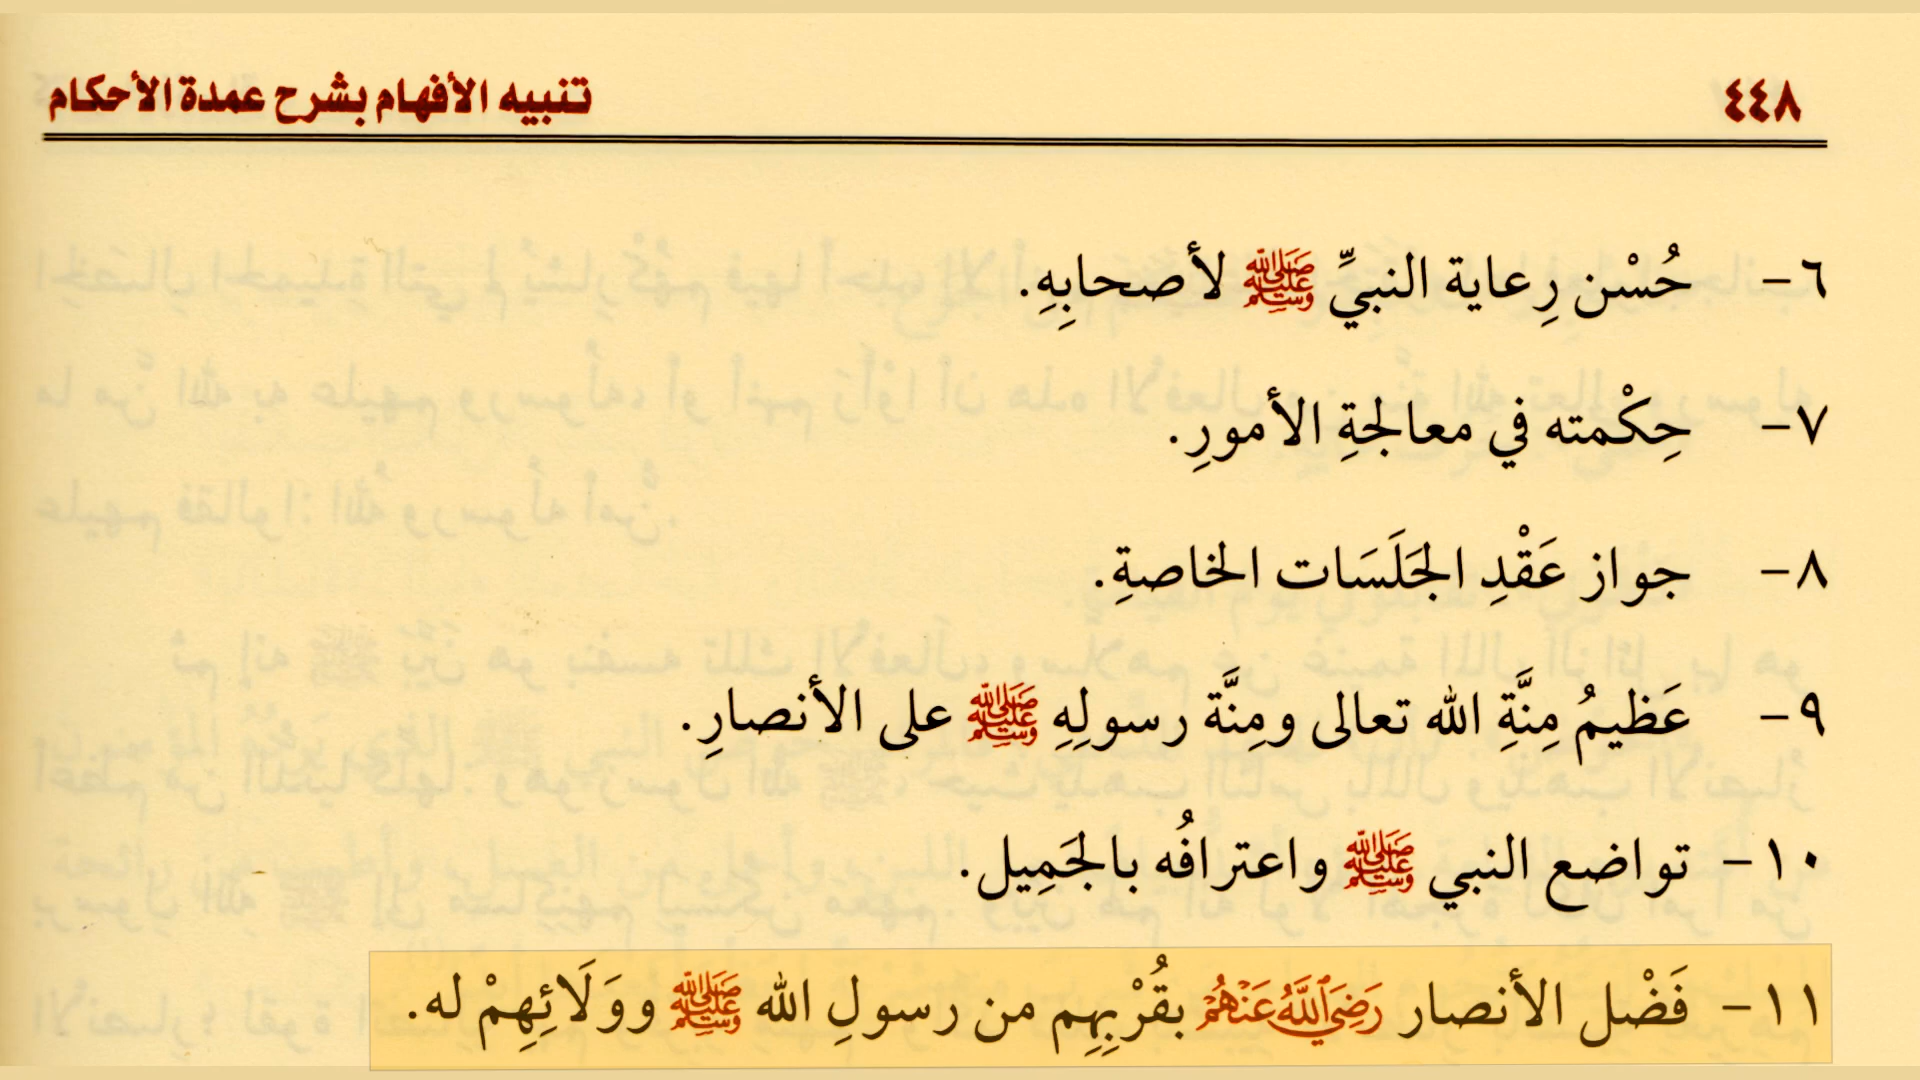 ٤٤٨ تنبيه الأفهام بشرح عمدة الأحكام
٦- حُسْن رِعاية النبيِّ ﷺ لأصحابِهِ.
٧- حِكْمته في معالجةِ الأمورِ.
٨- جواز عَقْدِ الجَلَسَات الخاصةِ.
٩- عَظيمُ مِنَّةِ الله تعالى ومِنَّة رسولِهِ ﷺ على الأنصارِ.
١٠- تواضع النبي ﷺ واعترافُه بالجَمِيل.
١١- فَضْل الأنصار رَضِيَ اللَّهُ عَنْهُمْ بقُرْبِهِم من رسولِ الله ﷺ ووَلَائِهِمْ له.